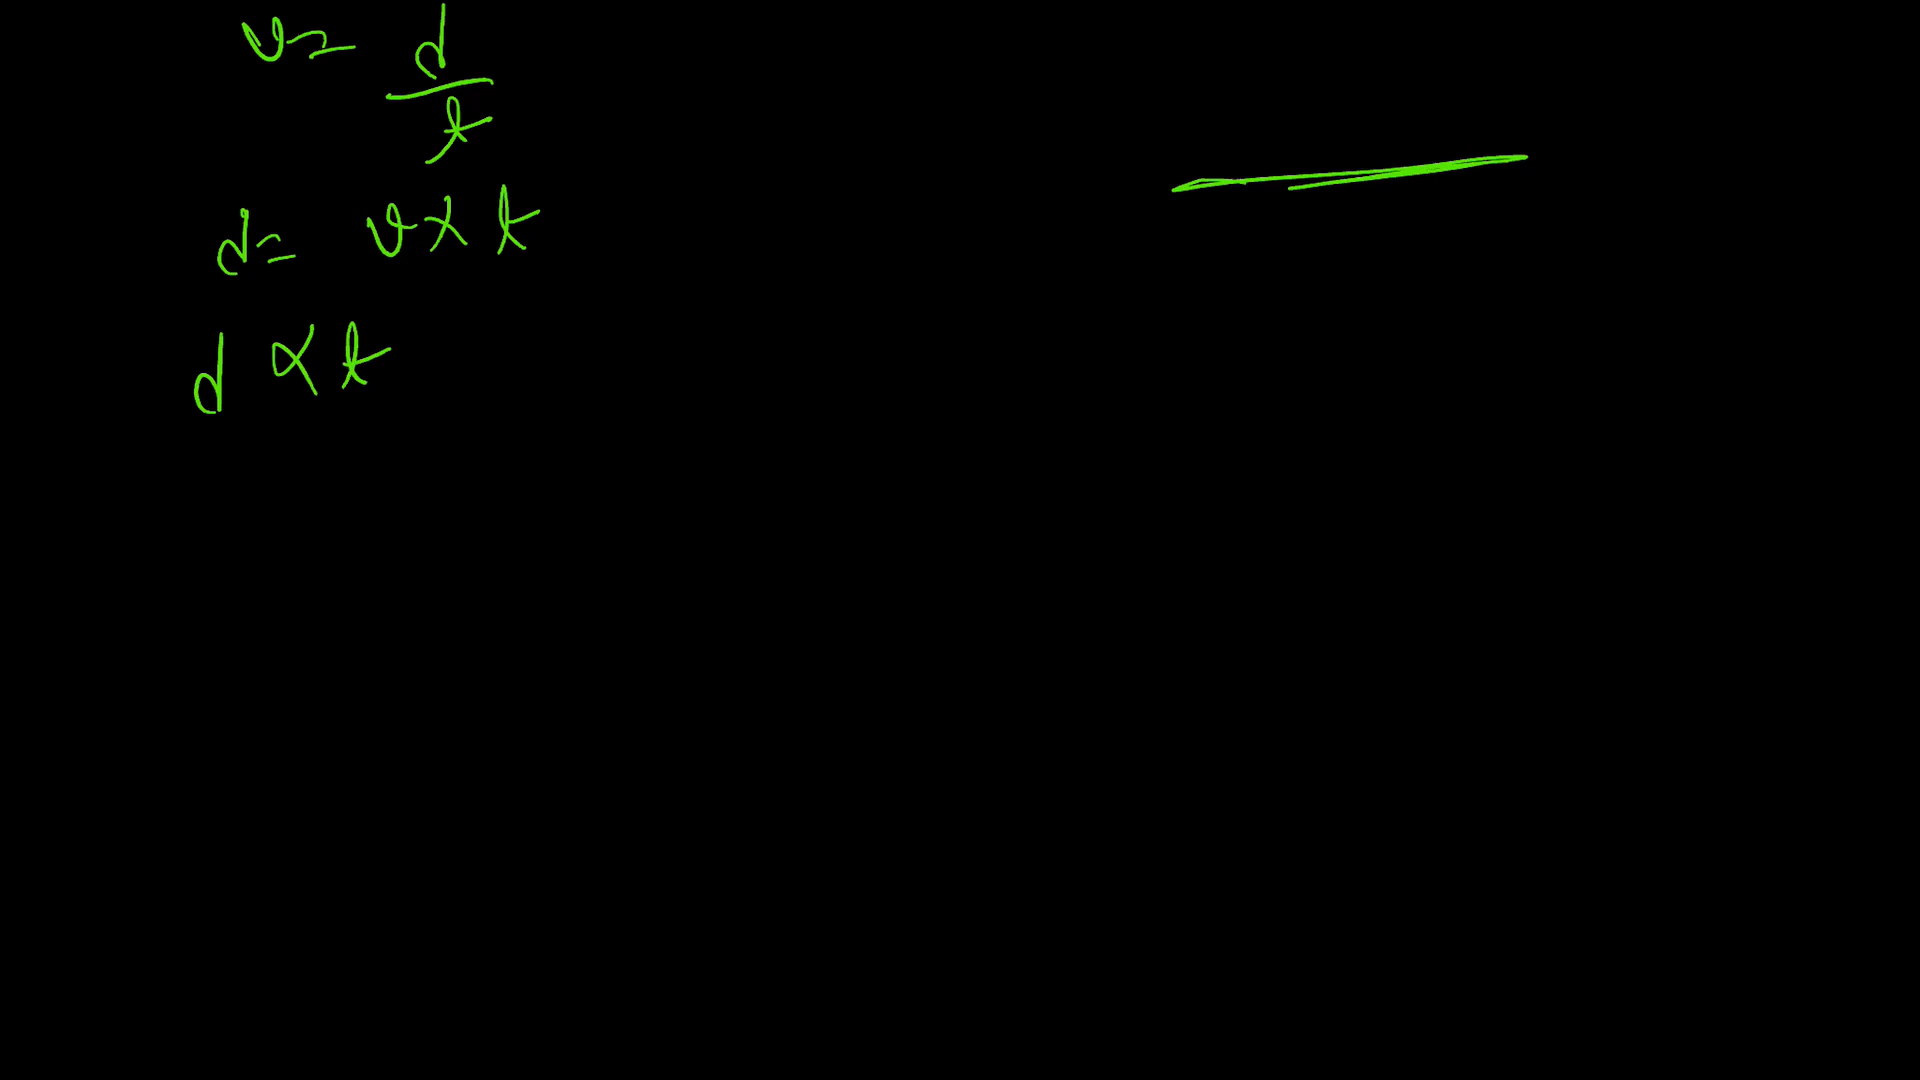 v = d/t
d = v × t
d ∝ t